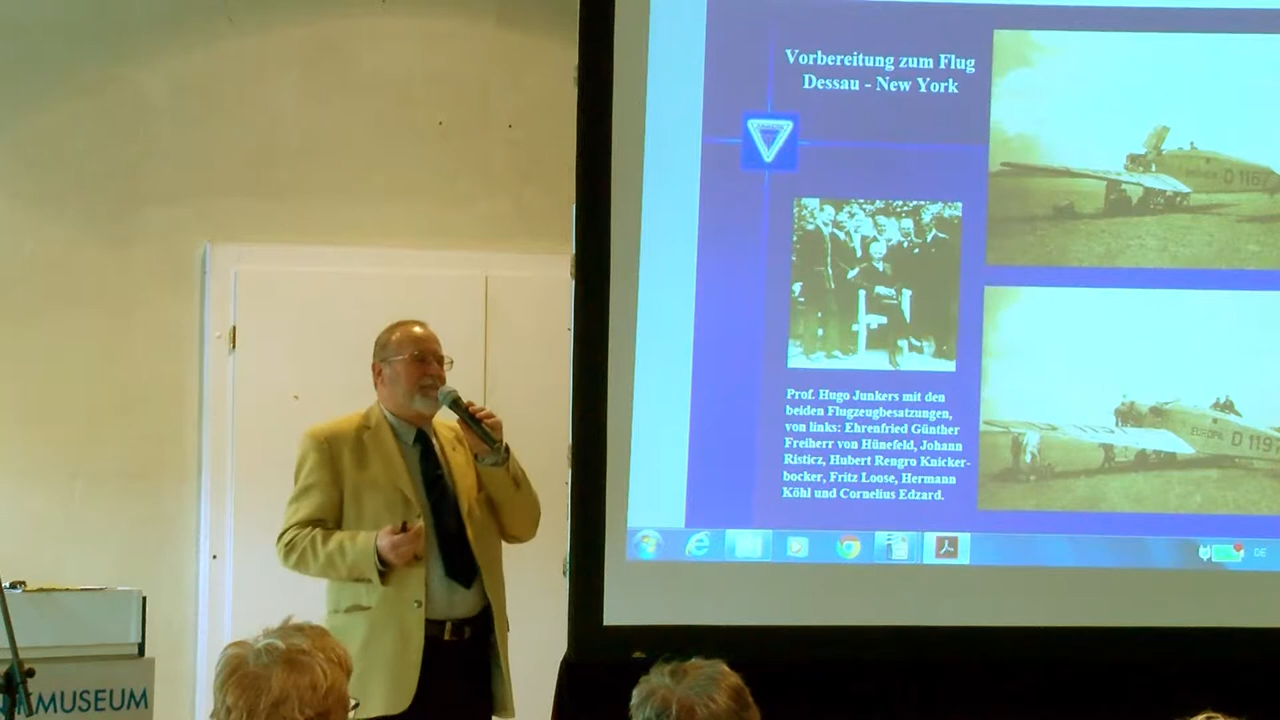 Vorbereitung zum Flug
Dessau - New York
D 1167
EUROPA D 1197
Prof. Hugo Junkers mit den
beiden Flugzeugbesatzungen,
von links: Ehrenfried Günther
Freiherr von Hünefeld, Johann
Risticz, Hubert Rengro Knicker-
bocker, Fritz Loose, Hermann
Köhl und Cornelius Edzard.
DE
MUSEUM